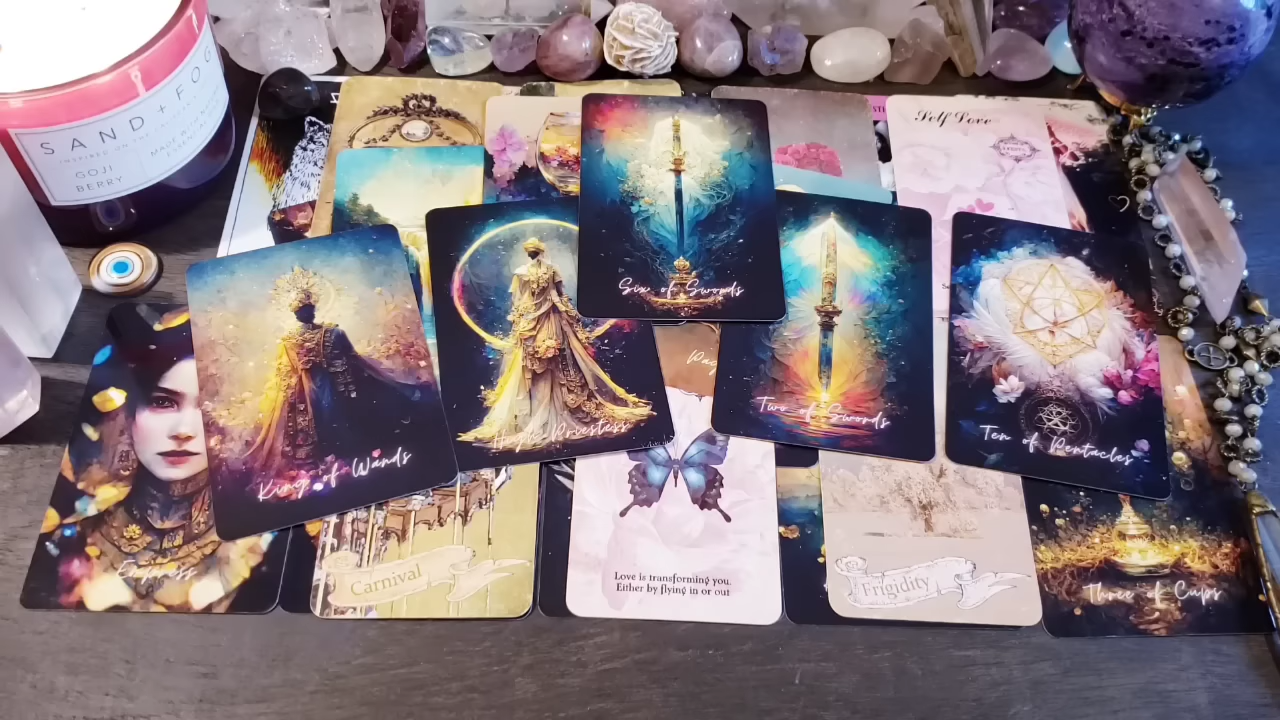 SAND + FOG
GOJI
BERRY
Self Love
Six of Swords
King of Wands
High Priestess
Two of Swords
Ten of Pentacles
Empress
Carnival
Love is transforming you.
Either by flying in or out
Frigidity
Three of Cups